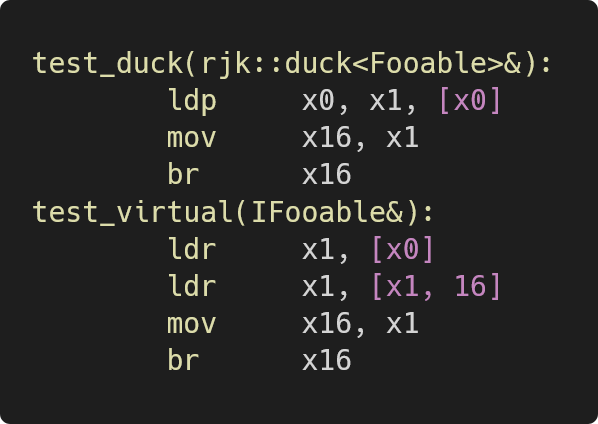 test_duck(rjk::duck<Fooable>&):
        ldp     x0, x1, [x0]
        mov     x16, x1
        br      x16
test_virtual(IFooable&):
        ldr     x1, [x0]
        ldr     x1, [x1, 16]
        mov     x16, x1
        br      x16